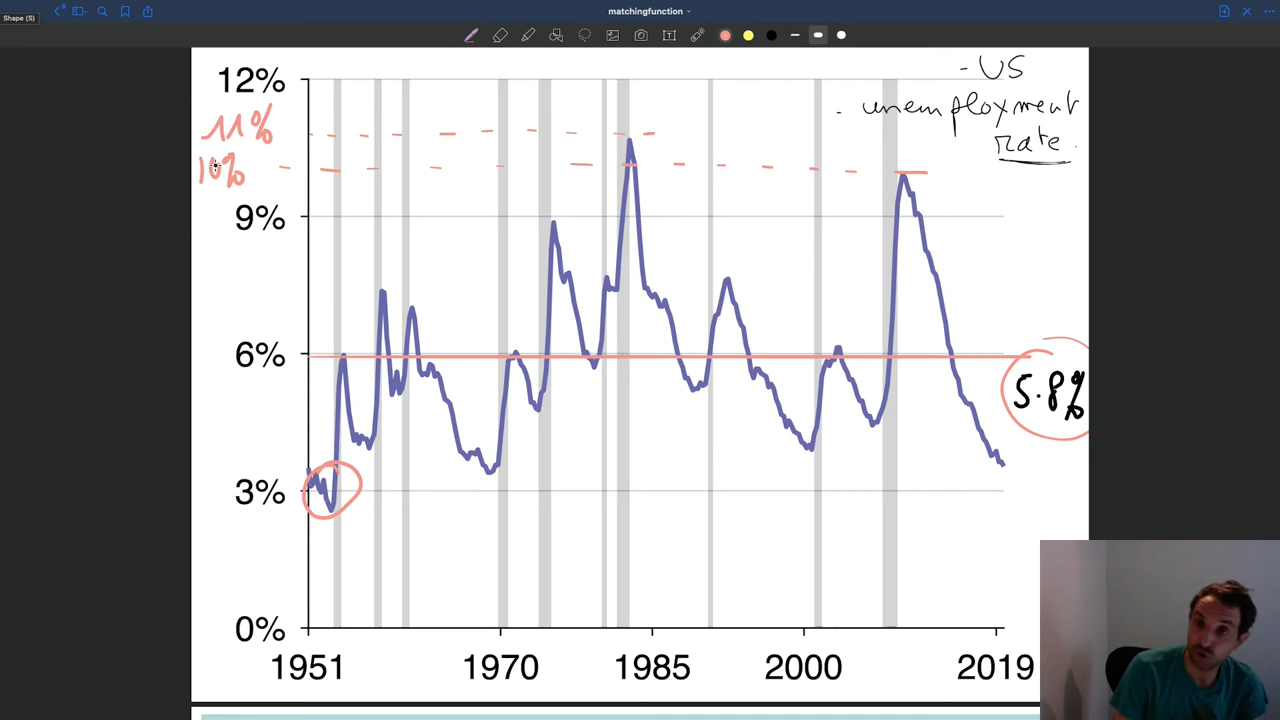 matchingfunction
Shape (S)
- US
- unemployment
rate.
12%
11%
10%
9%
6%
5.8%
3%
0%
1951 1970 1985 2000 2019